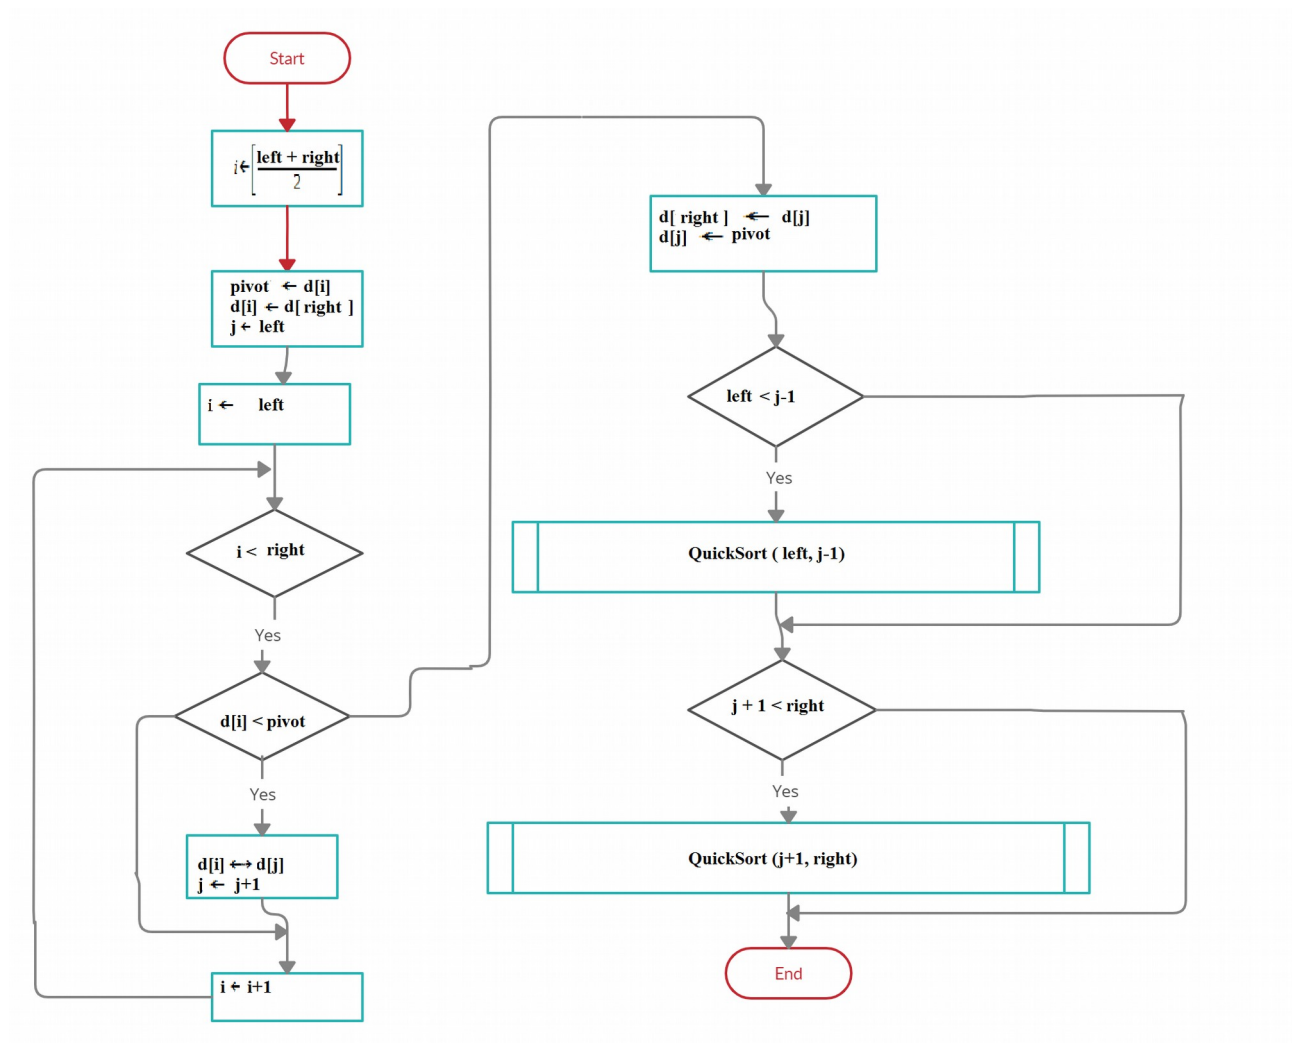 Start
i←[left + right / 2]
pivot ← d[i]
d[i] ← d[ right ]
j ← left
i ← left
i < right
Yes
d[i] < pivot
Yes
d[i] ↔ d[j]
j ← j+1
i ← i+1
d[ right ] ← d[j]
d[j] ← pivot
left < j-1
Yes
QuickSort ( left, j-1)
j + 1 < right
Yes
QuickSort (j+1, right)
End